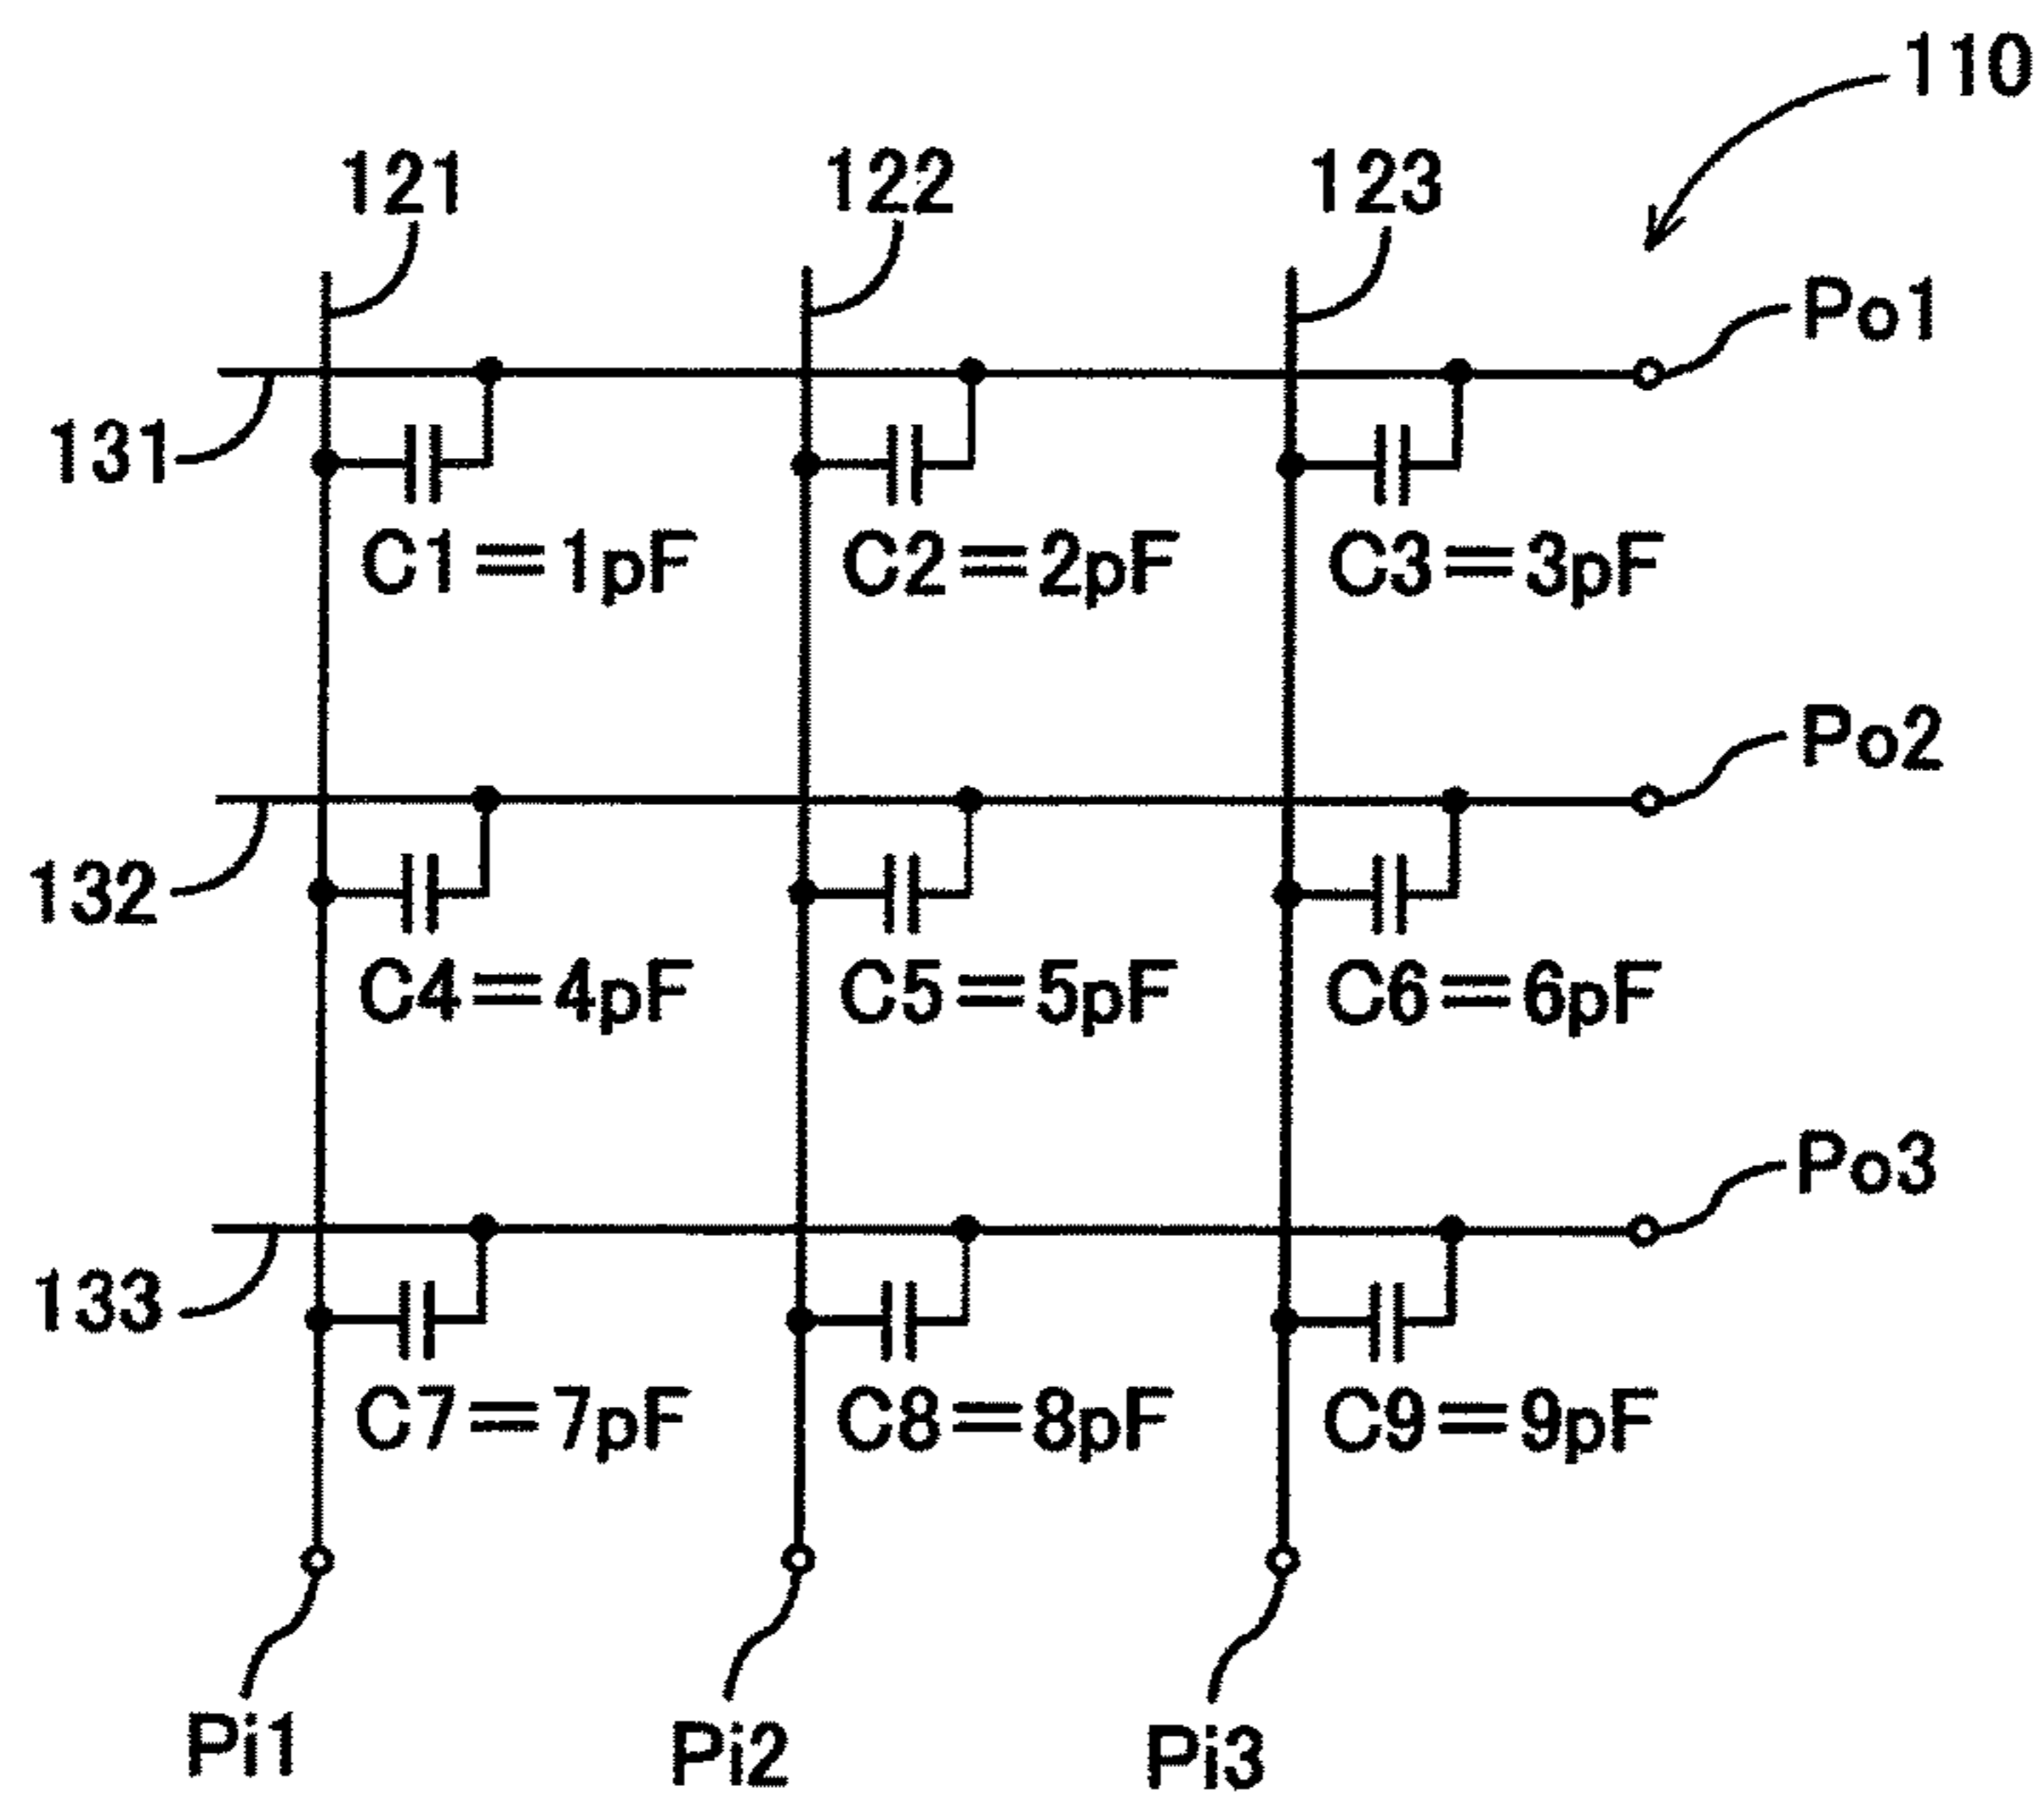 110
121 122 123
Po1
131
C1=1pF C2=2pF C3=3pF
Po2
132
C4=4pF C5=5pF C6=6pF
Po3
133
C7=7pF C8=8pF C9=9pF
Pi1 Pi2 Pi3